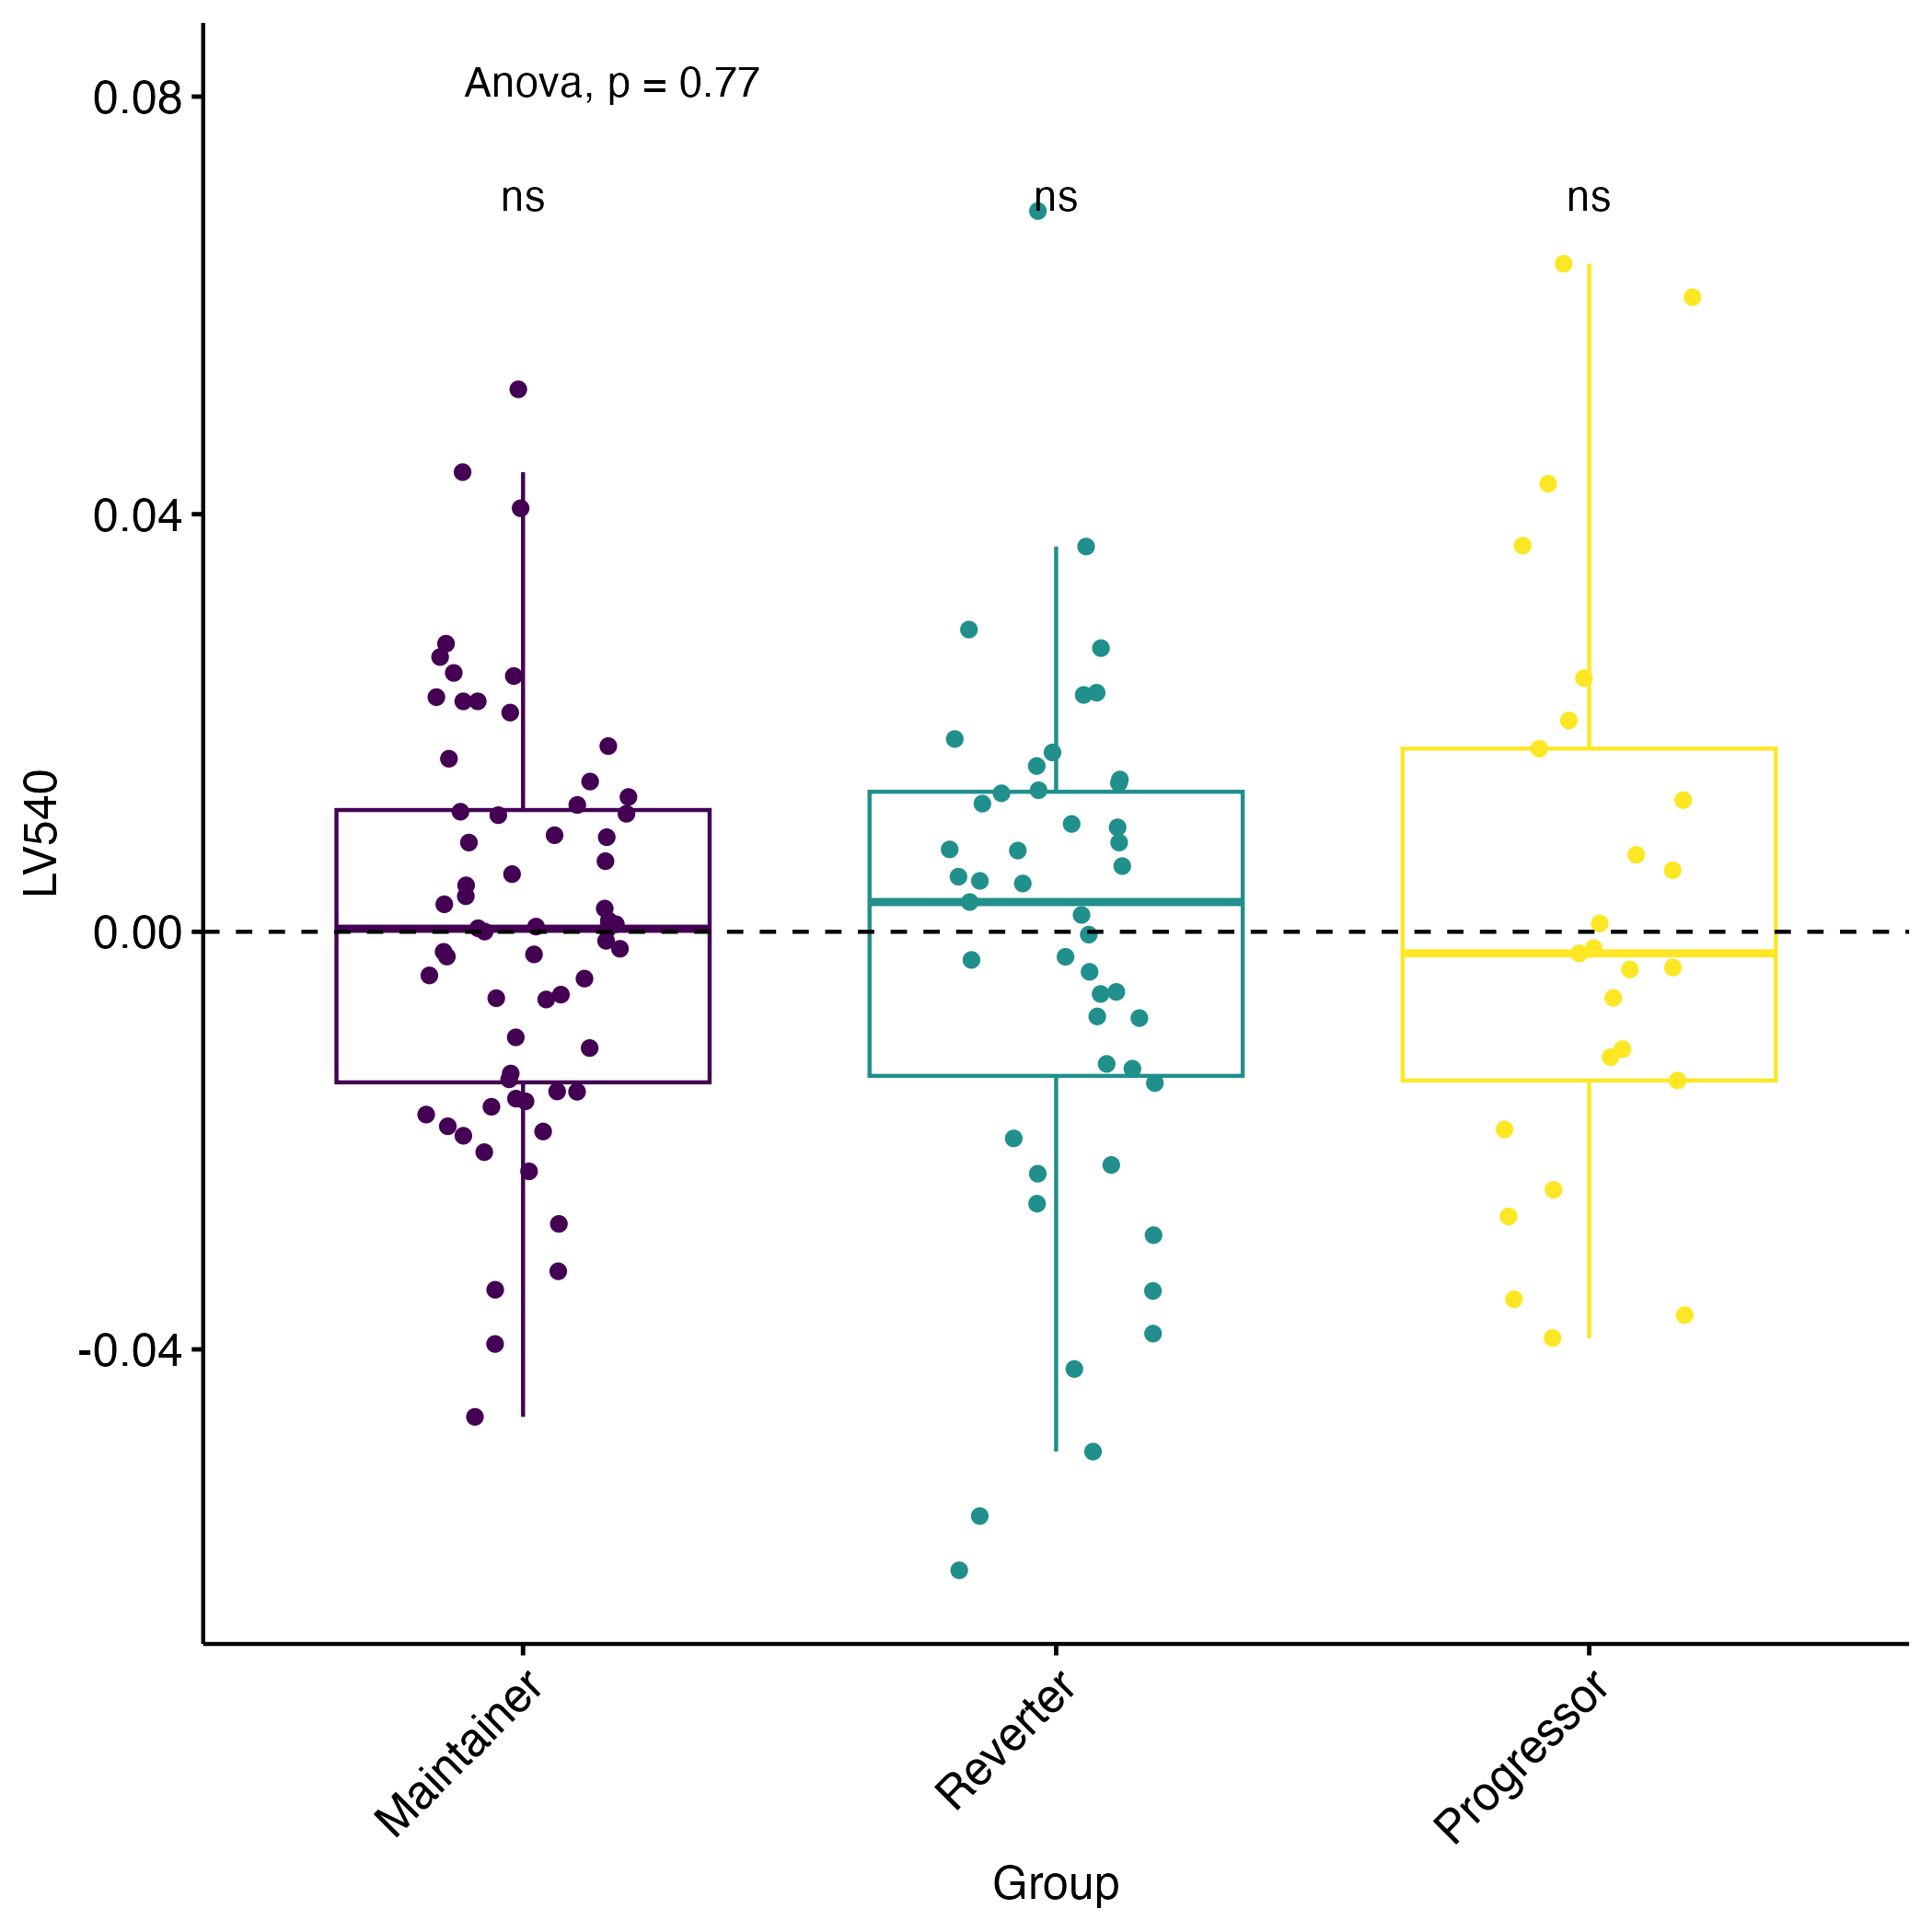 Anova, p = 0.77
ns ns ns
0.08
0.04
0.00
-0.04
LV540
Maintainer
Reverter
Progressor
Group